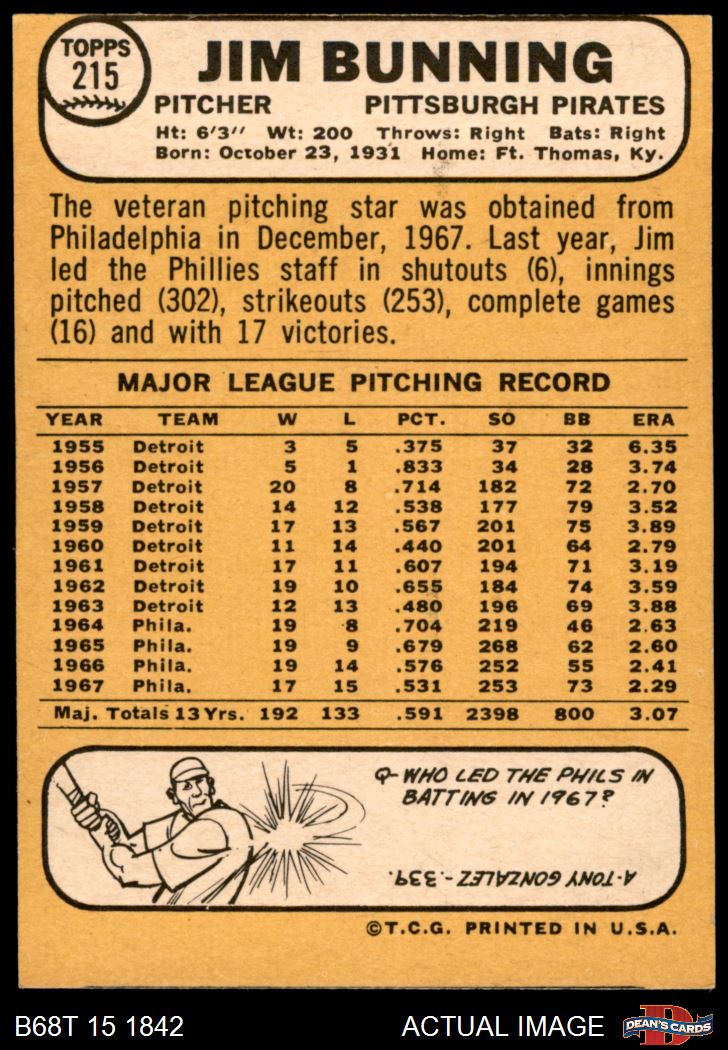 TOPPS
215
JIM BUNNING
PITCHER PITTSBURGH PIRATES
Ht: 6'3" Wt: 200 Throws: Right Bats: Right
Born: October 23, 1931 Home: Ft. Thomas, Ky.
The veteran pitching star was obtained from
Philadelphia in December, 1967. Last year, Jim
led the Phillies staff in shutouts (6), innings
pitched (302), strikeouts (253), complete games
(16) and with 17 victories.
MAJOR LEAGUE PITCHING RECORD
YEAR TEAM W L PCT. SO BB ERA
1955 Detroit 3 5 .375 37 32 6.35
1956 Detroit 5 1 .833 34 28 3.74
1957 Detroit 20 8 .714 182 72 2.70
1958 Detroit 14 12 .538 177 79 3.52
1959 Detroit 17 13 .567 201 75 3.89
1960 Detroit 11 14 .440 201 64 2.79
1961 Detroit 17 11 .607 194 71 3.19
1962 Detroit 19 10 .655 184 74 3.59
1963 Detroit 12 13 .480 196 69 3.88
1964 Phila. 19 8 .704 219 46 2.63
1965 Phila. 19 9 .679 268 62 2.60
1966 Phila. 19 14 .576 252 55 2.41
1967 Phila. 17 15 .531 253 73 2.29
Maj. Totals 13 Yrs. 192 133 .591 2398 800 3.07
Q-WHO LED THE PHILS IN
BATTING IN 1967?
A-TONY GONZALEZ-.339.
©T.C.G. PRINTED IN U.S.A.
B68T 15 1842 ACTUAL IMAGE
D
DEAN'S CARDS